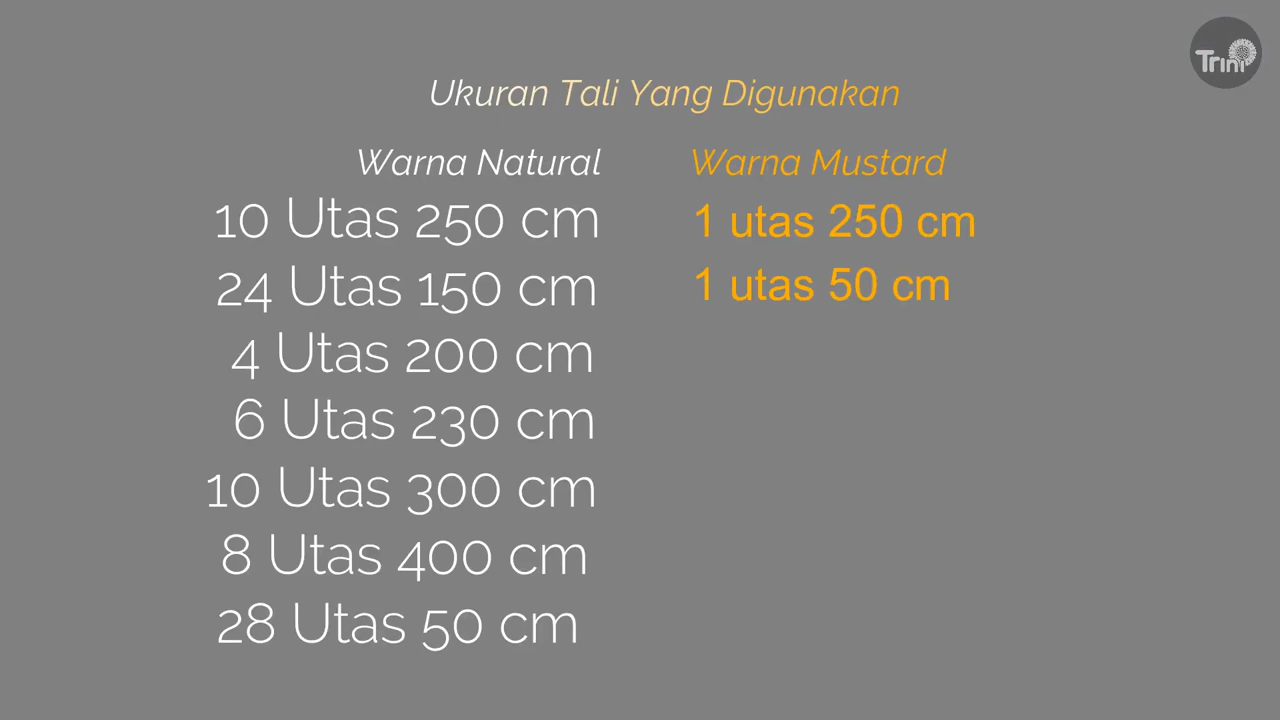 Trini
Ukuran Tali Yang Digunakan
Warna Natural
10 Utas 250 cm
24 Utas 150 cm
4 Utas 200 cm
6 Utas 230 cm
10 Utas 300 cm
8 Utas 400 cm
28 Utas 50 cm
Warna Mustard
1 utas 250 cm
1 utas 50 cm